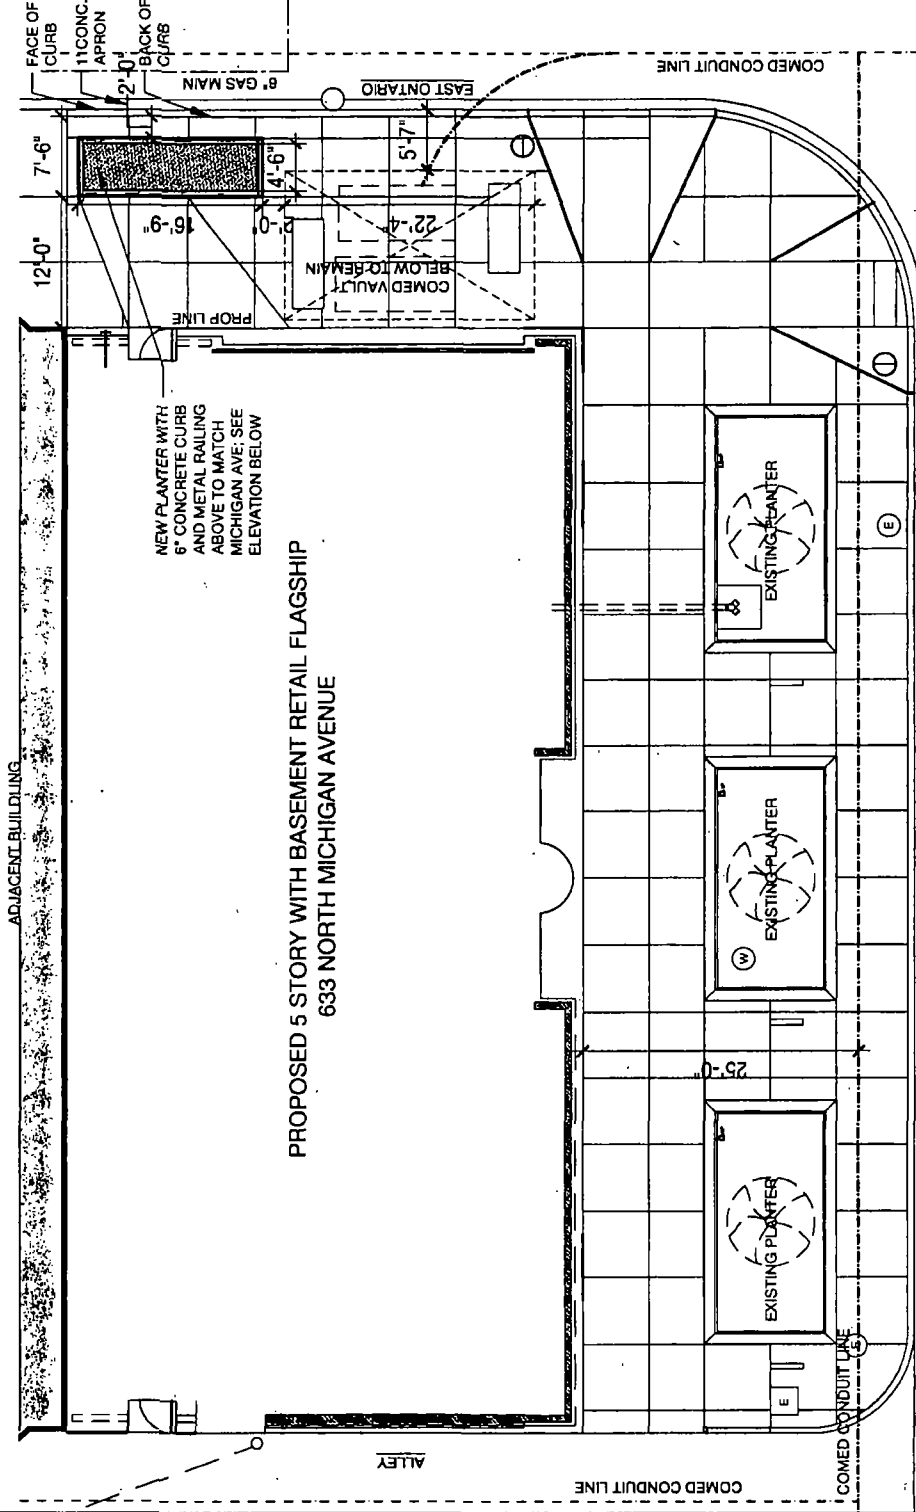 FACE OF
CURB
11"CONC.
APRON
2'-0"
BACK OF
CURB
6" GAS MAIN
EAST ONTARIO
COMED CONDUIT LINE
7'-6"
4'-6"
5'-7"
12'-0"
16'-9"
2'-0"
22'-4"
COMED VAULT
BELOW TO REMAIN
PROP LINE
NEW PLANTER WITH
6" CONCRETE CURB
AND METAL RAILING
ABOVE TO MATCH
MICHIGAN AVE; SEE
ELEVATION BELOW
ADJACENT BUILDING
PROPOSED 5 STORY WITH BASEMENT RETAIL FLAGSHIP
633 NORTH MICHIGAN AVENUE
EXISTING PLANTER
E
EXISTING PLANTER
W
25'-0"
EXISTING PLANTER
E
E
COMED CONDUIT LINE
ALLEY
COMED CONDUIT LINE